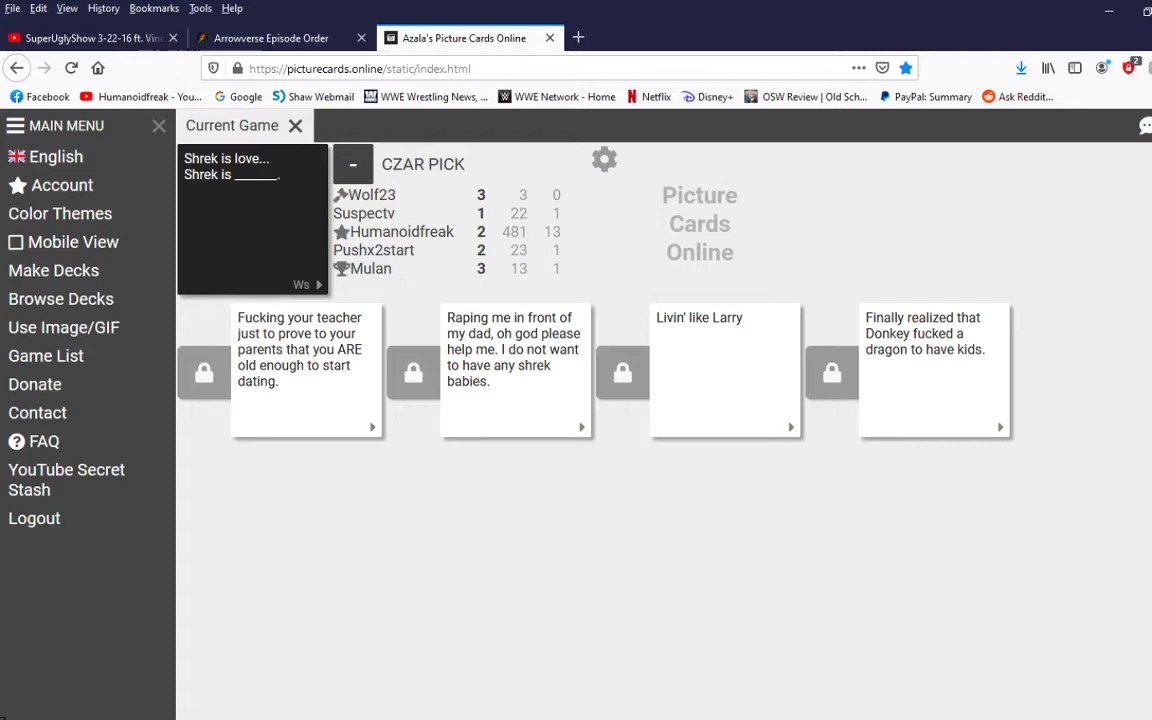 File Edit View History Bookmarks Tools Help
SuperUglyShow 3-22-16 ft. Vin
Arrowverse Episode Order
Azala's Picture Cards Online
https://picturecards.online/static/index.html
2
Facebook Humanoidfreak - You... Google Shaw Webmail WWE Wrestling News, ... WWE Network - Home Netflix Disney+ OSW Review | Old Sch... PayPal: Summary Ask Reddit...
MAIN MENU
English
Account
Color Themes
Mobile View
Make Decks
Browse Decks
Use Image/GIF
Game List
Donate
Contact
FAQ
YouTube Secret
Stash
Logout
Current Game
Shrek is love...
Shrek is ______.
Ws
-
CZAR PICK
Wolf23 3 3 0
Suspectv 1 22 1
Humanoidfreak 2 481 13
Pushx2start 2 23 1
Mulan 3 13 1
Picture
Cards
Online
Fucking your teacher
just to prove to your
parents that you ARE
old enough to start
dating.
Raping me in front of
my dad, oh god please
help me. I do not want
to have any shrek
babies.
Livin' like Larry
Finally realized that
Donkey fucked a
dragon to have kids.